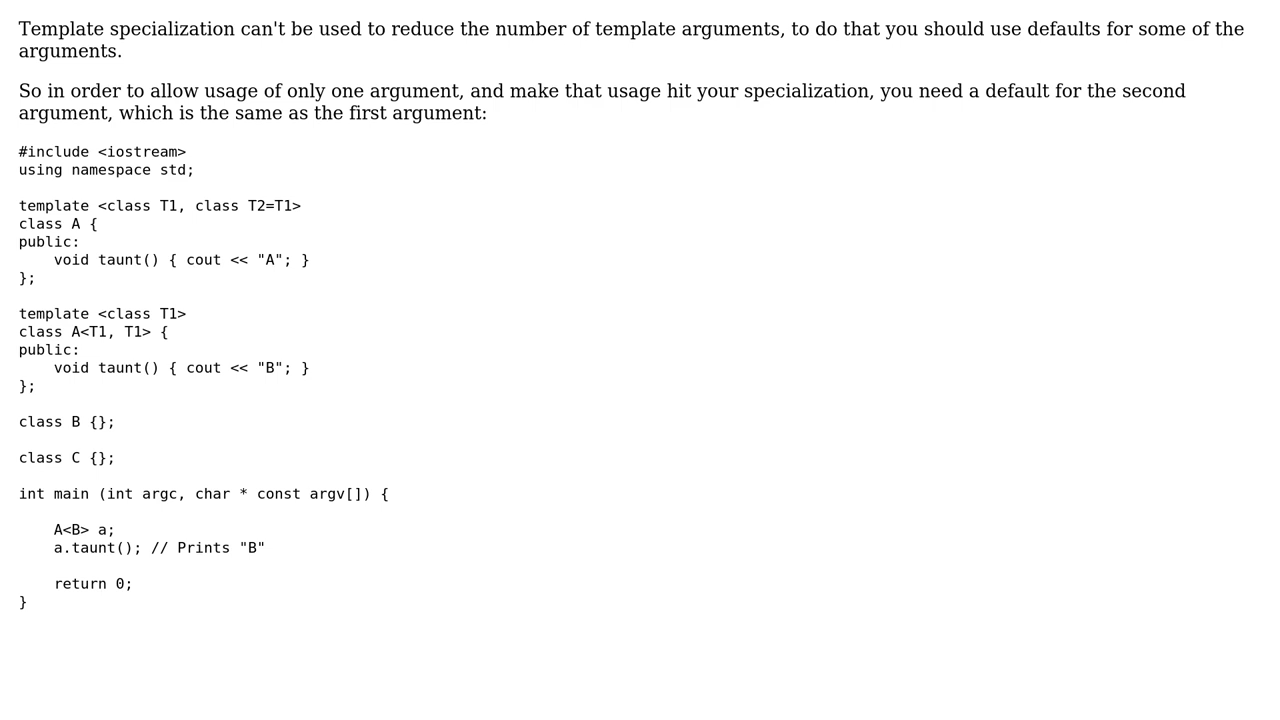 Template specialization can't be used to reduce the number of template arguments, to do that you should use defaults for some of the
arguments.
So in order to allow usage of only one argument, and make that usage hit your specialization, you need a default for the second
argument, which is the same as the first argument:
#include <iostream>
using namespace std;
template <class T1, class T2=T1>
class A {
public:
    void taunt() { cout << "A"; }
};
template <class T1>
class A<T1, T1> {
public:
    void taunt() { cout << "B"; }
};
class B {};
class C {};
int main (int argc, char * const argv[]) {
    A<B> a;
    a.taunt(); // Prints "B"
    return 0;
}